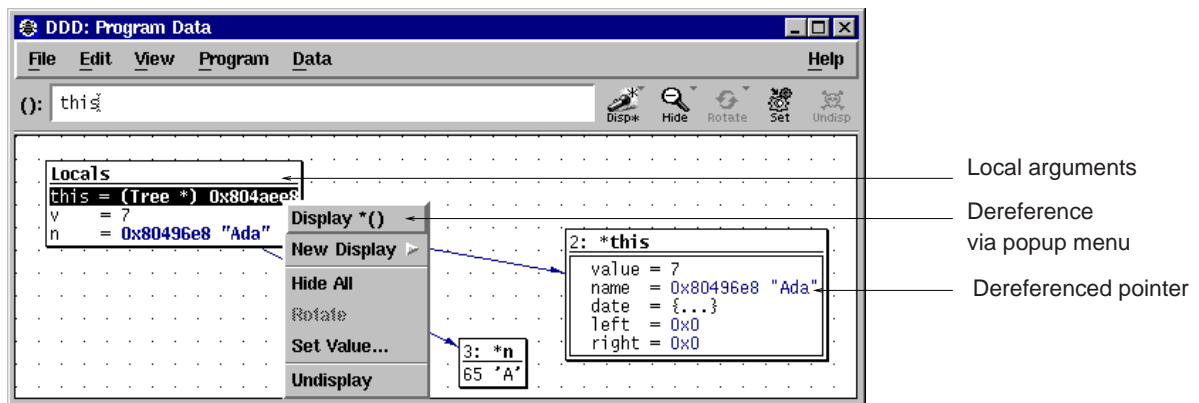 DDD: Program Data
File Edit View Program Data Help
(): this
Disp* Hide Rotate Set Undisp
Locals
this = (Tree *) 0x804aee8
v = 7
n = 0x80496e8 "Ada"
Display *()
New Display
Hide All
Rotate
Set Value...
Undisplay
2: *this
value = 7
name = 0x80496e8 "Ada"
date = {...}
left = 0x0
right = 0x0
3: *n
65 'A'
Local arguments
Dereference
via popup menu
Dereferenced pointer